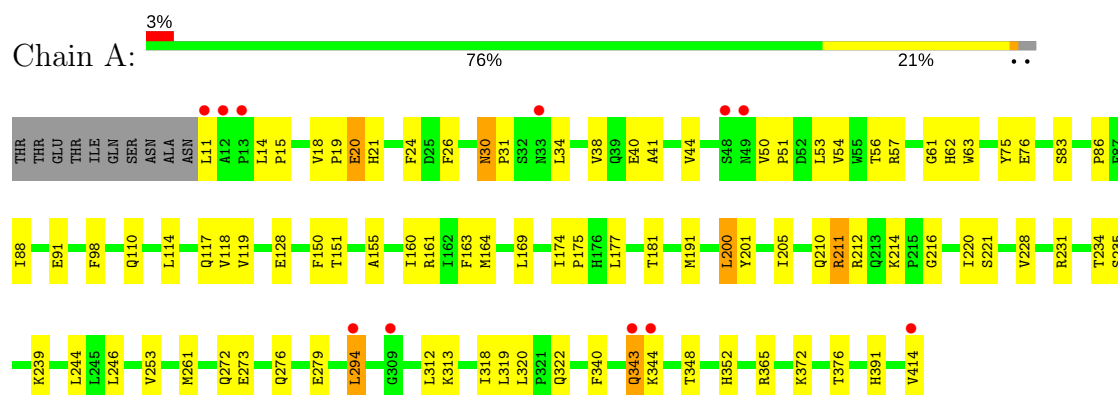 3%
Chain A:
76% 21% • •
THR THR GLU THR ILE GLN SER ASN ALA ASN L11 A12 P13 L14 P15 V18 P19 E20 H21 F24 D25 F26 N30 P31 S32 N33 L34 V38 Q39 E40 A41 V44 S48 N49 V50 P51 D52 L53 V54 W55 T56 R57 G61 H62 W63 Y75 E76 S83 P86 E87
I88 E91 F98 Q110 L114 Q117 V118 V119 E128 F150 T151 A155 I160 R161 I162 F163 M164 L169 I174 P175 H176 L177 T181 M191 L200 Y201 I205 Q210 R211 R212 Q213 K214 P215 G216 I220 S221 V228 R231 T234 S235
K239 L244 L245 L246 V253 M261 Q272 E273 Q276 E279 L294 G309 L312 K313 I318 L319 L320 P321 Q322 F340 Q343 K344 T348 H352 R365 K372 T376 H391 V414